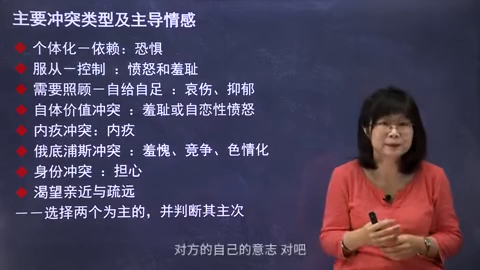 主要冲突类型及主导情感
个体化－依赖：恐惧
服从－控制 ：愤怒和羞耻
需要照顾－自给自足 ：哀伤、抑郁
自体价值冲突 ：羞耻或自恋性愤怒
内疚冲突：内疚
俄底浦斯冲突 ：羞愧、竞争、色情化
身份冲突 ：担心
渴望亲近与疏远
－－选择两个为主的，并判断其主次
对方的自己的意志 对吧